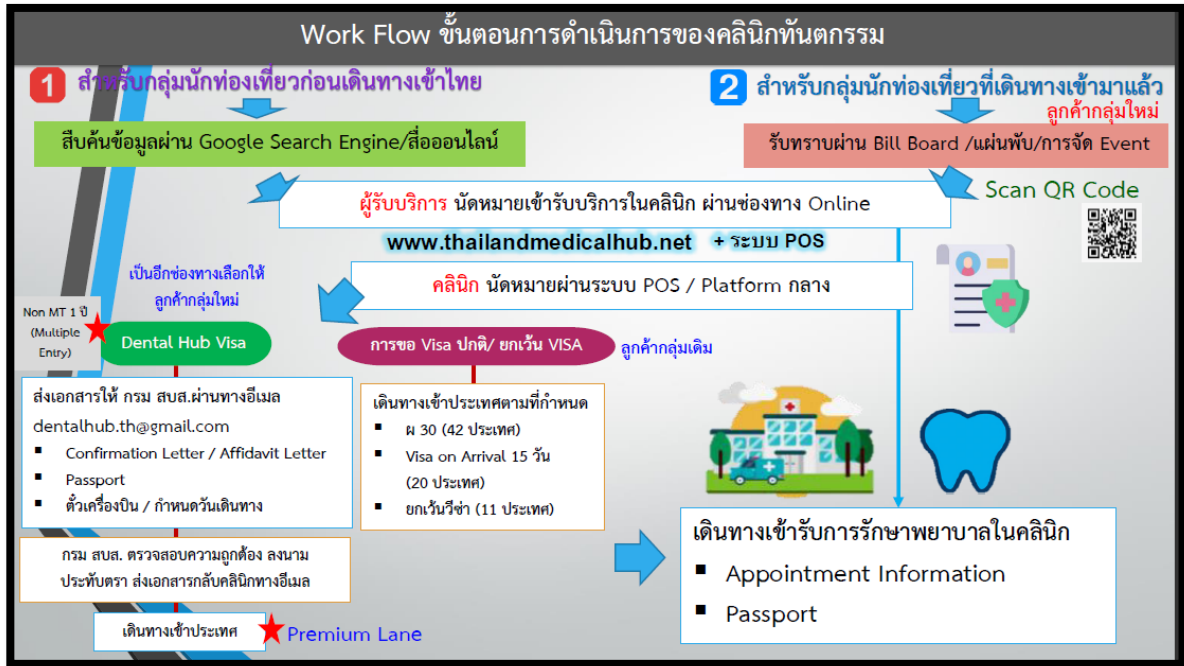 Work Flow ขั้นตอนการดำเนินการของคลินิกทันตกรรม
1 สำหรับกลุ่มนักท่องเที่ยวก่อนเดินทางเข้าไทย
สืบค้นข้อมูลผ่าน Google Search Engine/สื่อออนไลน์
2 สำหรับกลุ่มนักท่องเที่ยวที่เดินทางเข้ามาแล้ว
ลูกค้ากลุ่มใหม่
รับทราบผ่าน Bill Board /แผ่นพับ/การจัด Event
Scan QR Code
ผู้รับบริการ นัดหมายเข้ารับบริการในคลินิก ผ่านช่องทาง Online
www.thailandmedicalhub.net + ระบบ POS
คลินิก นัดหมายผ่านระบบ POS / Platform กลาง
เป็นอีกช่องทางเลือกให้
ลูกค้ากลุ่มใหม่
Non MT 1 ปี
(Multiple
Entry)
Dental Hub Visa
การขอ Visa ปกติ/ ยกเว้น VISA
ลูกค้ากลุ่มเดิม
ส่งเอกสารให้ กรม สบส.ผ่านทางอีเมล
dentalhub.th@gmail.com
▪ Confirmation Letter / Affidavit Letter
▪ Passport
▪ ตั๋วเครื่องบิน / กำหนดวันเดินทาง
กรม สบส. ตรวจสอบความถูกต้อง ลงนาม
ประทับตรา ส่งเอกสารกลับคลินิกทางอีเมล
เดินทางเข้าประเทศ
Premium Lane
เดินทางเข้าประเทศตามที่กำหนด
▪ ผ 30 (42 ประเทศ)
▪ Visa on Arrival 15 วัน
(20 ประเทศ)
▪ ยกเว้นวีซ่า (11 ประเทศ)
เดินทางเข้ารับการรักษาพยาบาลในคลินิก
▪ Appointment Information
▪ Passport